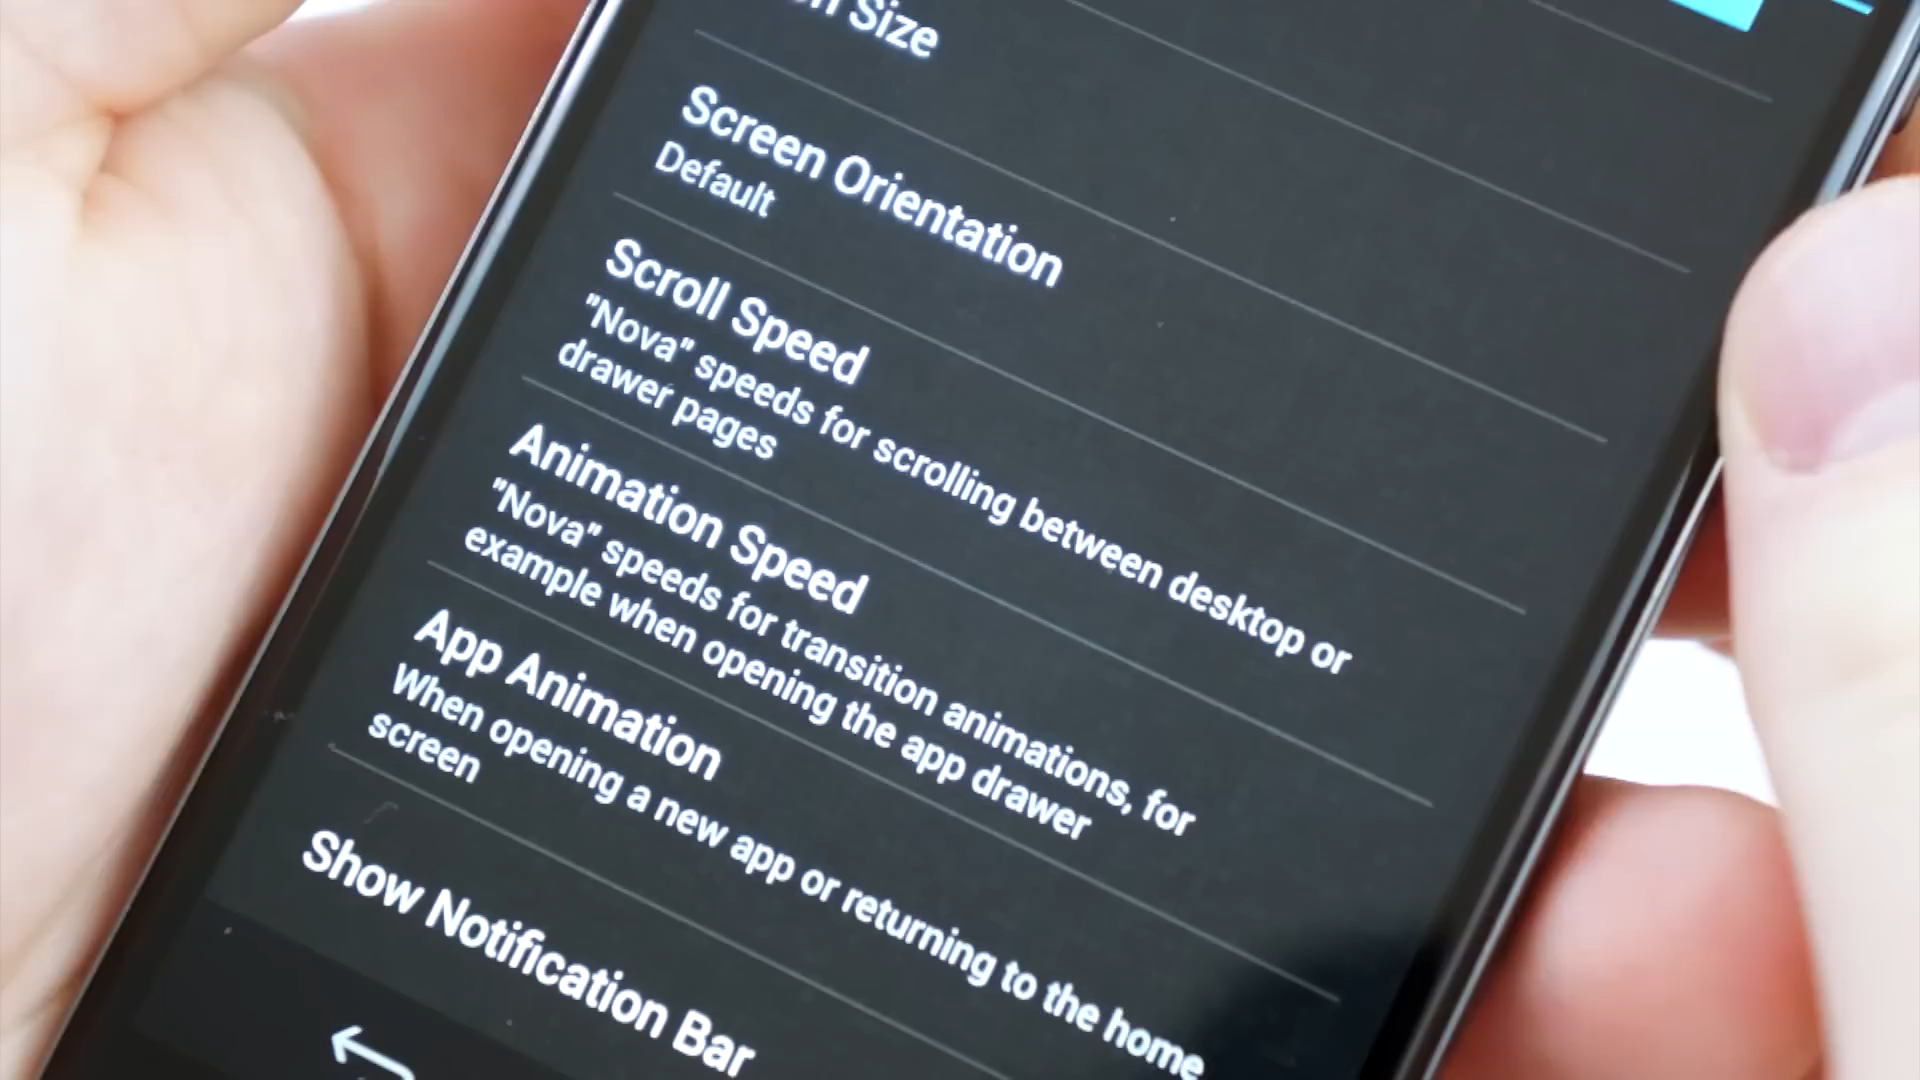 Size
Screen Orientation
Default
Scroll Speed
"Nova" speeds for scrolling between desktop or
drawer pages
Animation Speed
"Nova" speeds for transition animations, for
example when opening the app drawer
App Animation
When opening a new app or returning to the home
screen
Show Notification Bar